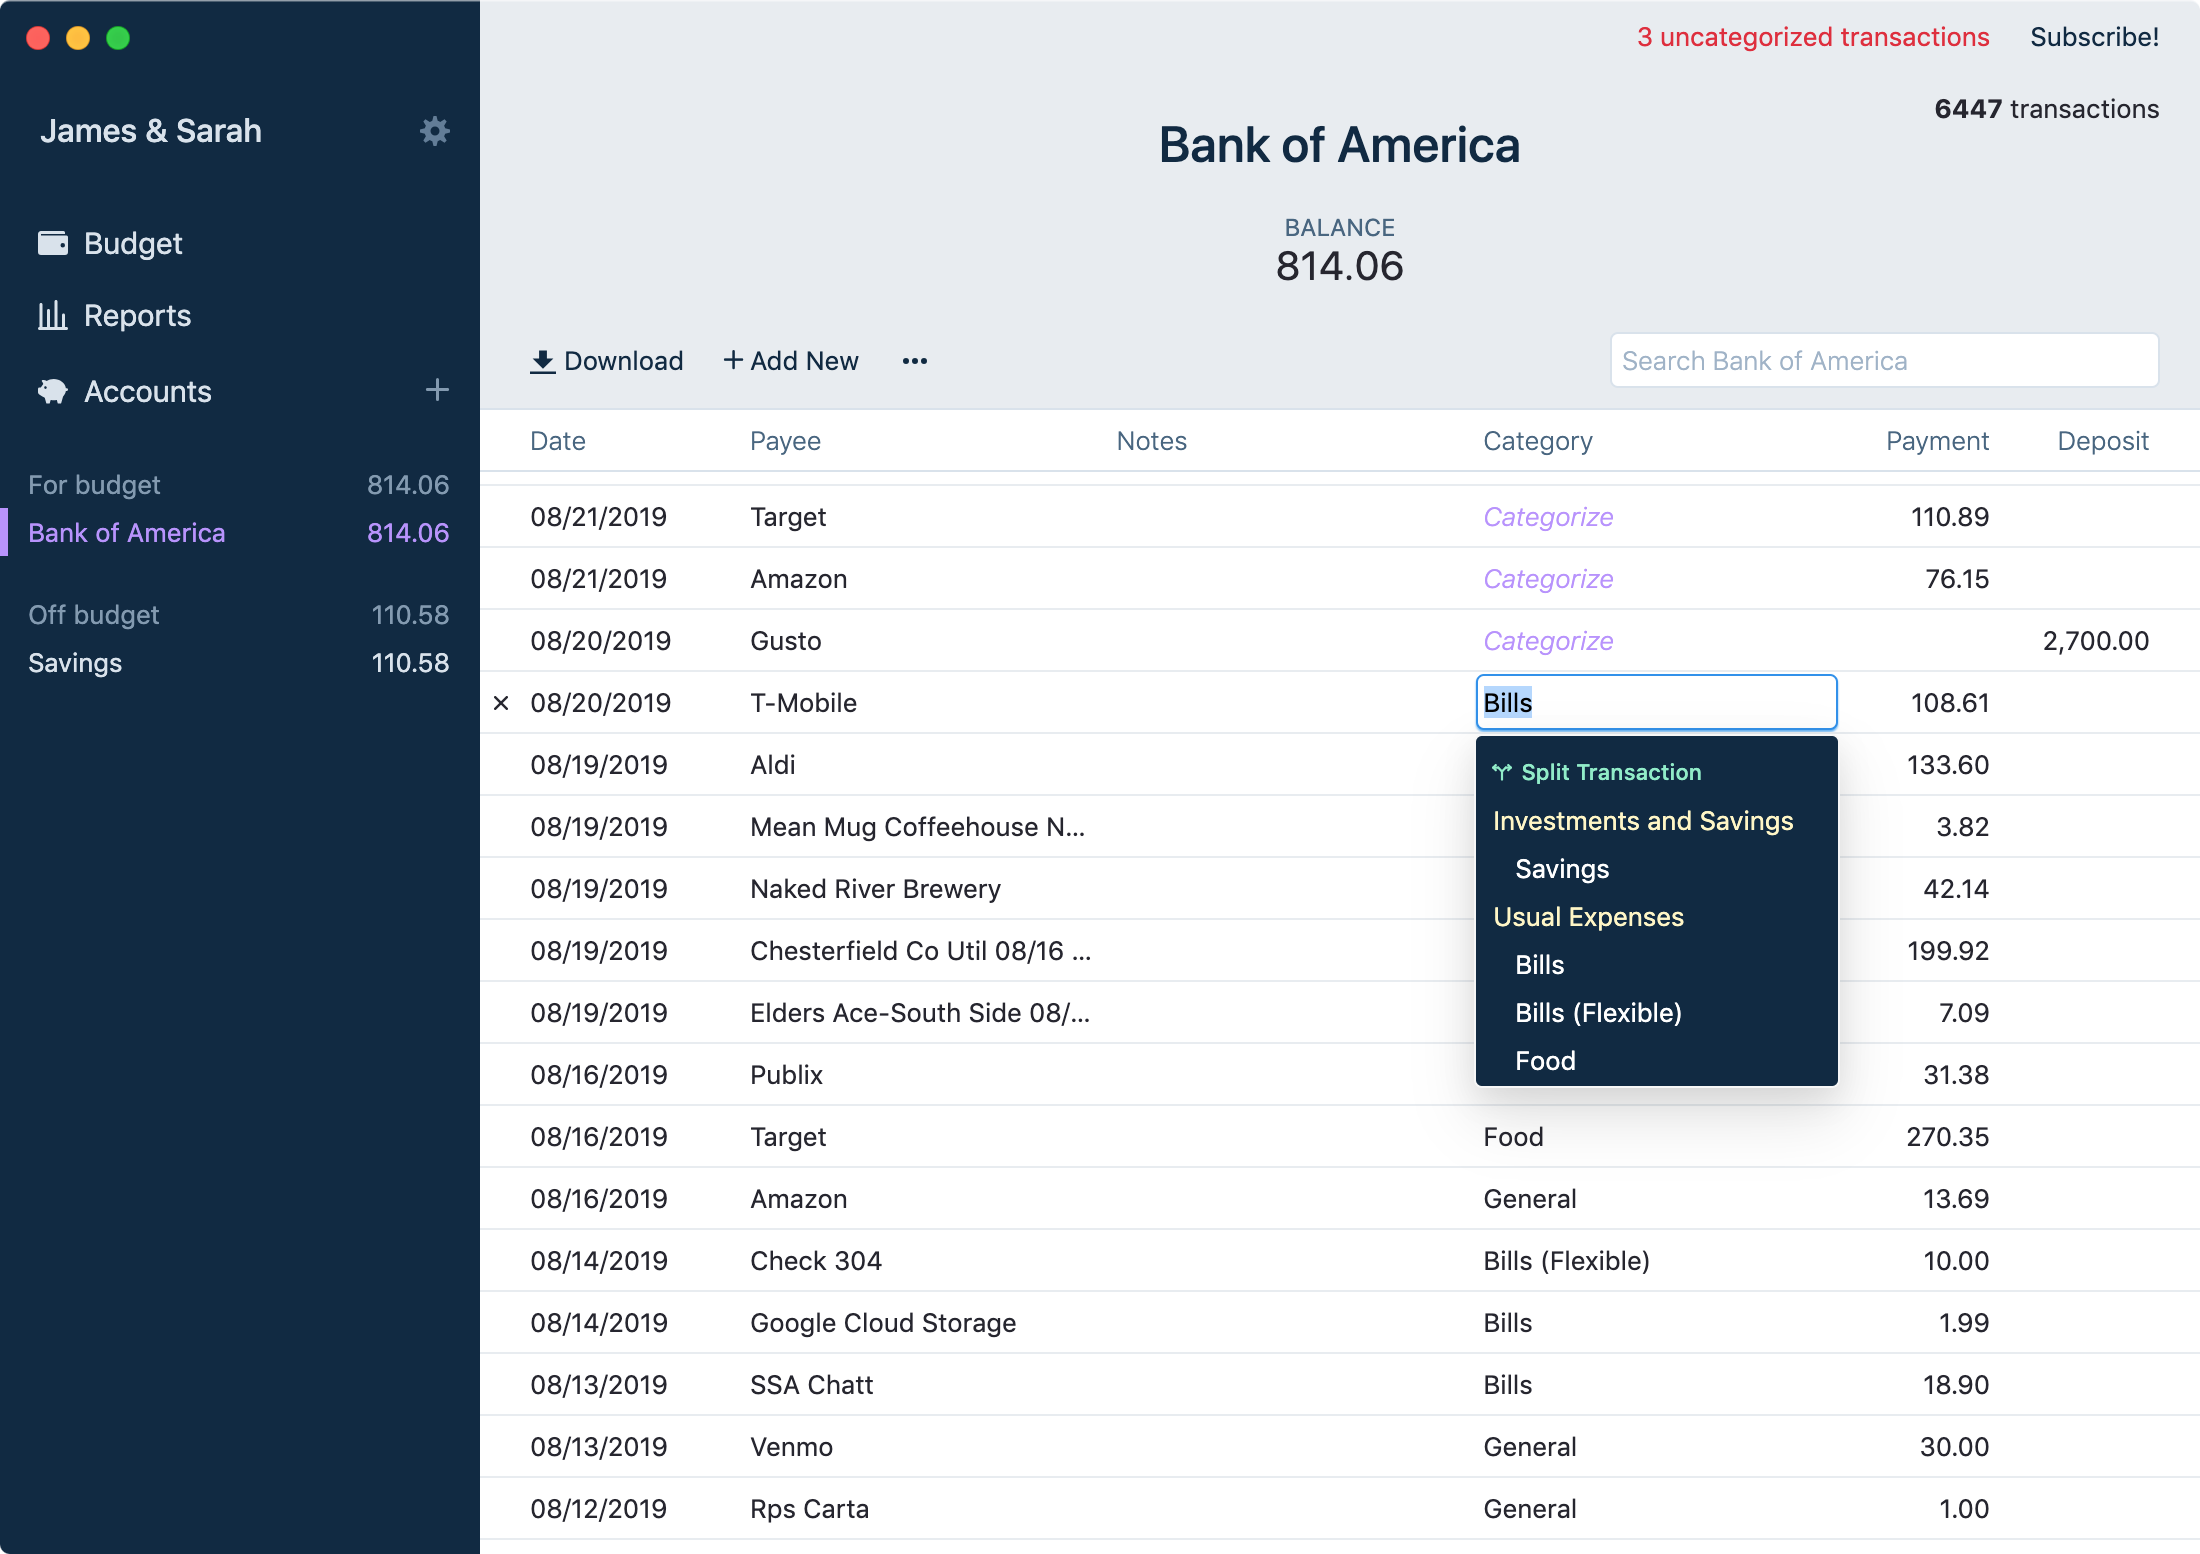 3 uncategorized transactions Subscribe!
James & Sarah
6447 transactions
Bank of America
BALANCE
814.06
Budget
Reports
Accounts +
For budget 814.06
Bank of America 814.06
Off budget 110.58
Savings 110.58
Download + Add New ••• Search Bank of America
Date Payee Notes Category Payment Deposit
08/21/2019 Target Categorize 110.89
08/21/2019 Amazon Categorize 76.15
08/20/2019 Gusto Categorize 2,700.00
× 08/20/2019 T-Mobile Bills 108.61
08/19/2019 Aldi 133.60
08/19/2019 Mean Mug Coffeehouse N... 3.82
08/19/2019 Naked River Brewery 42.14
08/19/2019 Chesterfield Co Util 08/16 ... 199.92
08/19/2019 Elders Ace-South Side 08/... 7.09
08/16/2019 Publix 31.38
Split Transaction
Investments and Savings
Savings
Usual Expenses
Bills
Bills (Flexible)
Food
08/16/2019 Target Food 270.35
08/16/2019 Amazon General 13.69
08/14/2019 Check 304 Bills (Flexible) 10.00
08/14/2019 Google Cloud Storage Bills 1.99
08/13/2019 SSA Chatt Bills 18.90
08/13/2019 Venmo General 30.00
08/12/2019 Rps Carta General 1.00